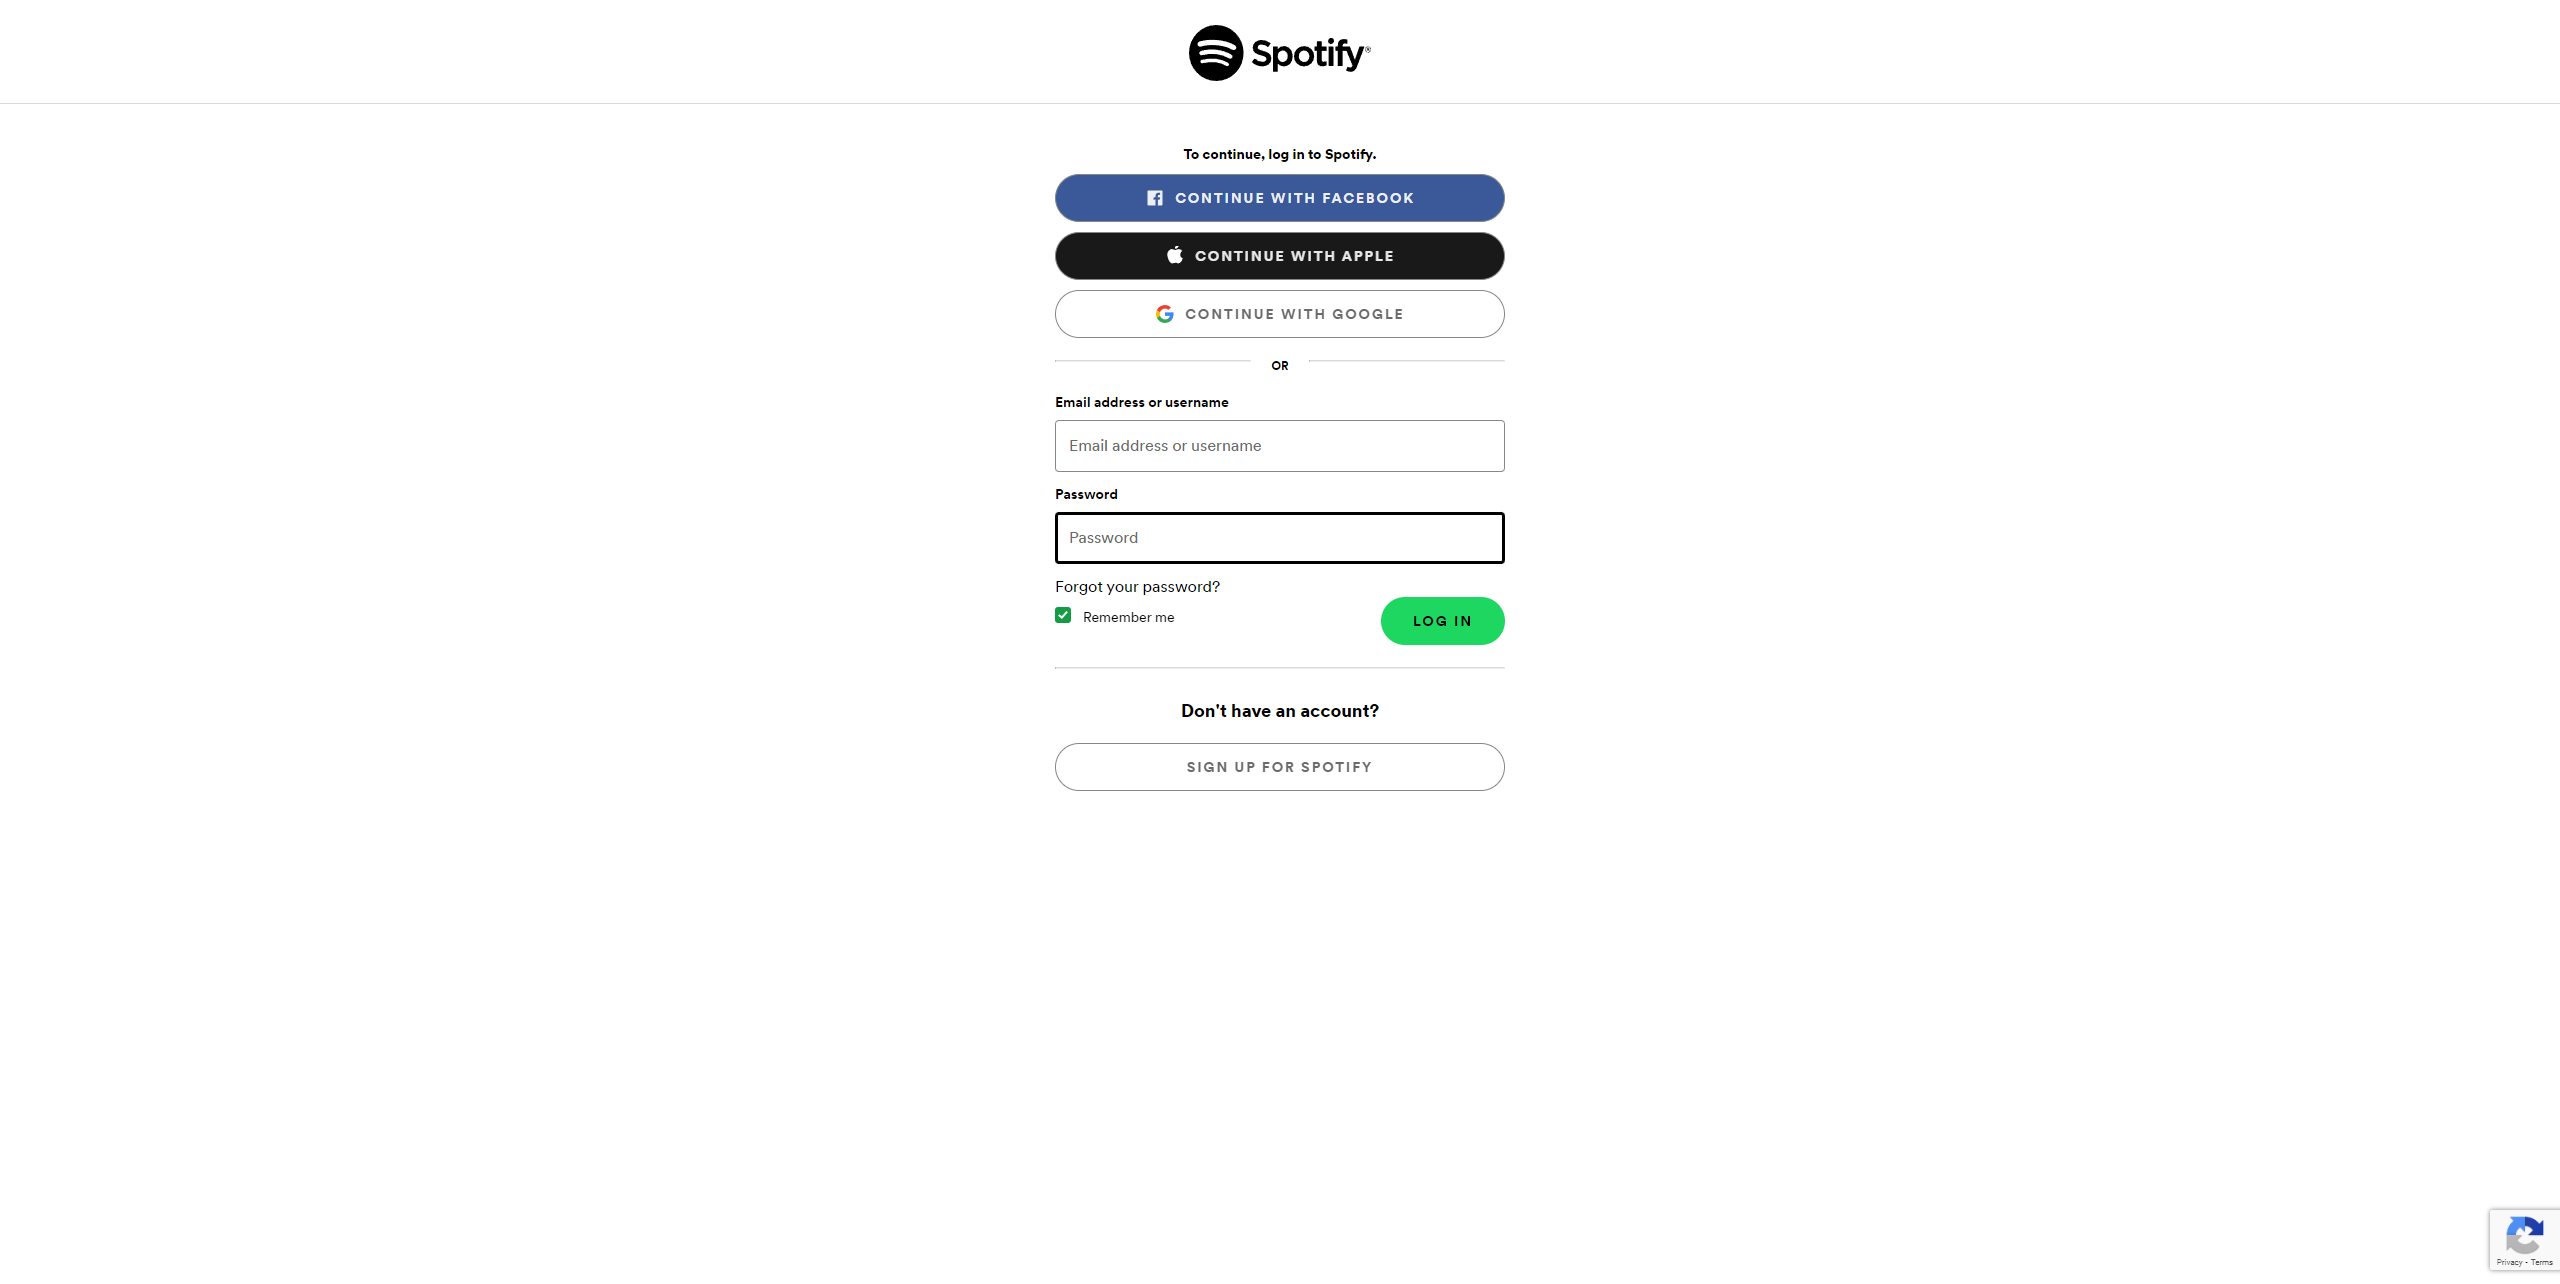 Spotify®
To continue, log in to Spotify.
CONTINUE WITH FACEBOOK
CONTINUE WITH APPLE
CONTINUE WITH GOOGLE
OR
Email address or username
Email address or username
Password
Password
Forgot your password?
Remember me
LOG IN
Don't have an account?
SIGN UP FOR SPOTIFY
Privacy - Terms